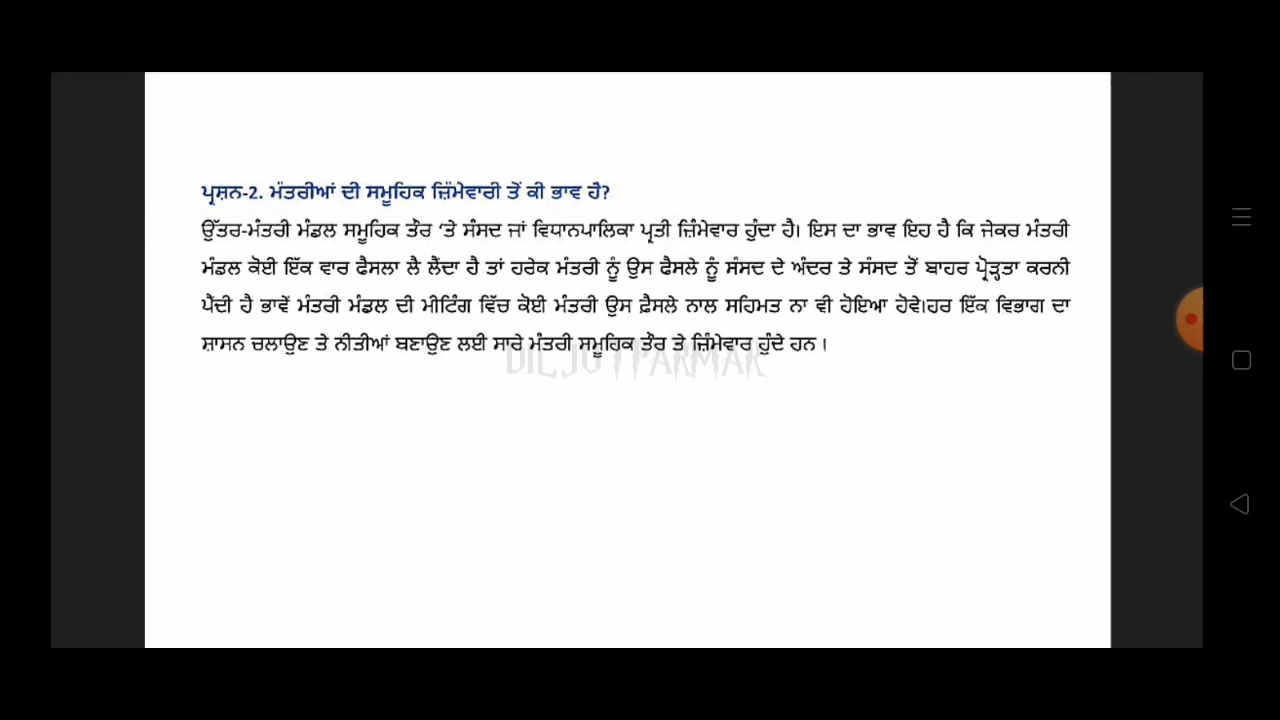 ਪ੍ਰਸ਼ਨ-2. ਮੰਤਰੀਆਂ ਦੀ ਸਮੂਹਿਕ ਜ਼ਿੰਮੇਵਾਰੀ ਤੋਂ ਕੀ ਭਾਵ ਹੈ?
ਉੱਤਰ-ਮੰਤਰੀ ਮੰਡਲ ਸਮੂਹਿਕ ਤੌਰ ‘ਤੇ ਸੰਸਦ ਜਾਂ ਵਿਧਾਨਪਾਲਿਕਾ ਪ੍ਰਤੀ ਜ਼ਿੰਮੇਵਾਰ ਹੁੰਦਾ ਹੈ। ਇਸ ਦਾ ਭਾਵ ਇਹ ਹੈ ਕਿ ਜੇਕਰ ਮੰਤਰੀ
ਮੰਡਲ ਕੋਈ ਇੱਕ ਵਾਰ ਫੈਸਲਾ ਲੈ ਲੈਂਦਾ ਹੈ ਤਾਂ ਹਰੇਕ ਮੰਤਰੀ ਨੂੰ ਉਸ ਫੈਸਲੇ ਨੂੰ ਸੰਸਦ ਦੇ ਅੰਦਰ ਤੇ ਸੰਸਦ ਤੋਂ ਬਾਹਰ ਪ੍ਰੋੜ੍ਹਤਾ ਕਰਨੀ
ਪੈਂਦੀ ਹੈ ਭਾਵੇਂ ਮੰਤਰੀ ਮੰਡਲ ਦੀ ਮੀਟਿੰਗ ਵਿੱਚ ਕੋਈ ਮੰਤਰੀ ਉਸ ਫ਼ੈਸਲੇ ਨਾਲ ਸਹਿਮਤ ਨਾ ਵੀ ਹੋਇਆ ਹੋਵੇ।ਹਰ ਇੱਕ ਵਿਭਾਗ ਦਾ
ਸ਼ਾਸਨ ਚਲਾਉਣ ਤੇ ਨੀਤੀਆਂ ਬਣਾਉਣ ਲਈ ਸਾਰੇ ਮੰਤਰੀ ਸਮੂਹਿਕ ਤੌਰ ਤੇ ਜ਼ਿੰਮੇਵਾਰ ਹੁੰਦੇ ਹਨ ।
DILJOTPARMAR